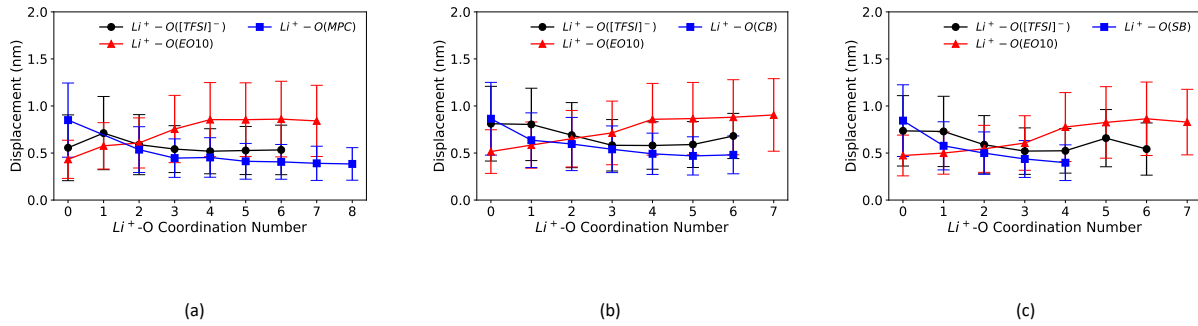 2.0
1.5
1.0
0.5
0.0
Displacement (nm)
Li⁺ − O([TFSI]⁻)
Li⁺ − O(EO10)
Li⁺ − O(MPC)
0 1 2 3 4 5 6 7 8
Li⁺-O Coordination Number
(a)
2.0
1.5
1.0
0.5
0.0
Displacement (nm)
Li⁺ − O([TFSI]⁻)
Li⁺ − O(EO10)
Li⁺ − O(CB)
0 1 2 3 4 5 6 7
Li⁺-O Coordination Number
(b)
2.0
1.5
1.0
0.5
0.0
Displacement (nm)
Li⁺ − O([TFSI]⁻)
Li⁺ − O(EO10)
Li⁺ − O(SB)
0 1 2 3 4 5 6 7
Li⁺-O Coordination Number
(c)